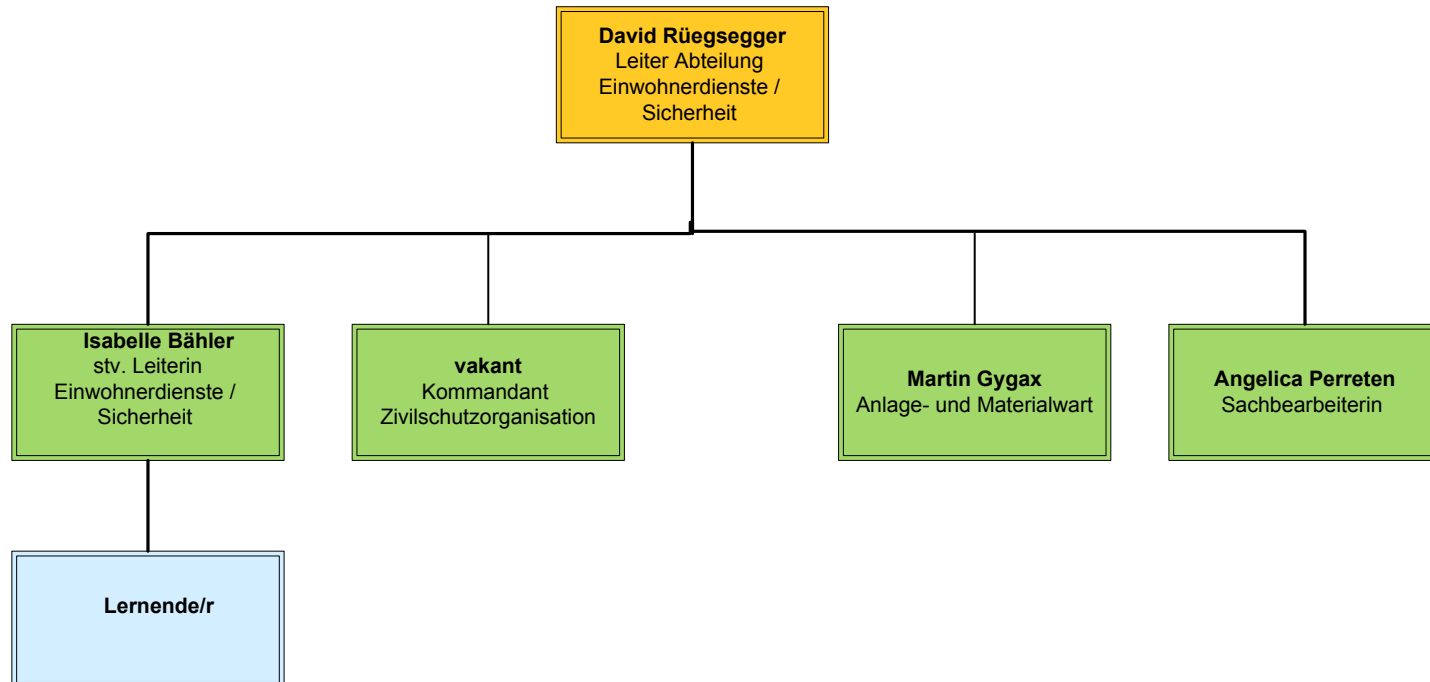 David Rüegsegger
Leiter Abteilung
Einwohnerdienste /
Sicherheit
Isabelle Bähler
stv. Leiterin
Einwohnerdienste /
Sicherheit
vakant
Kommandant
Zivilschutzorganisation
Martin Gygax
Anlage- und Materialwart
Angelica Perreten
Sachbearbeiterin
Lernende/r